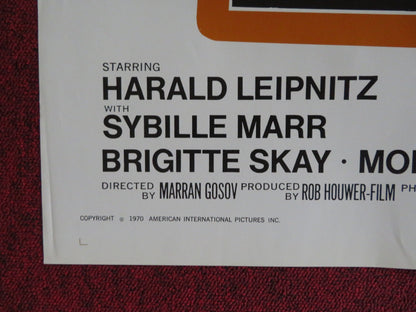 STARRING
HARALD LEIPNITZ
WITH
SYBILLE MARR
BRIGITTE SKAY · MO
DIRECTED BY MARRAN GOSOV PRODUCED BY ROB HOUWER-FILM PH
COPYRIGHT © 1970 AMERICAN INTERNATIONAL PICTURES INC.